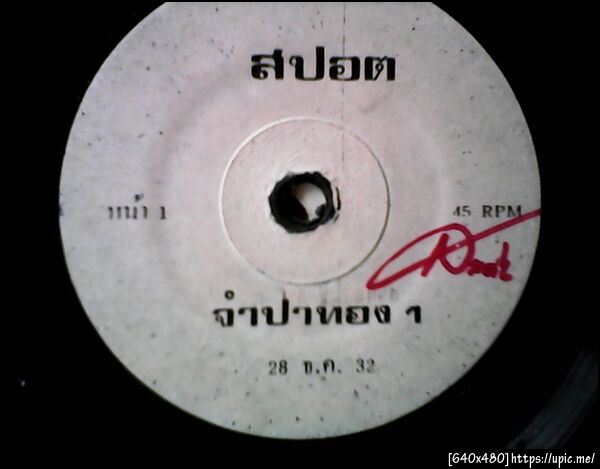 สปอต
หน้า 1
45 RPM
จำปาทอง 1
28 ธ.ค. 32
[640x480]https://upic.me/